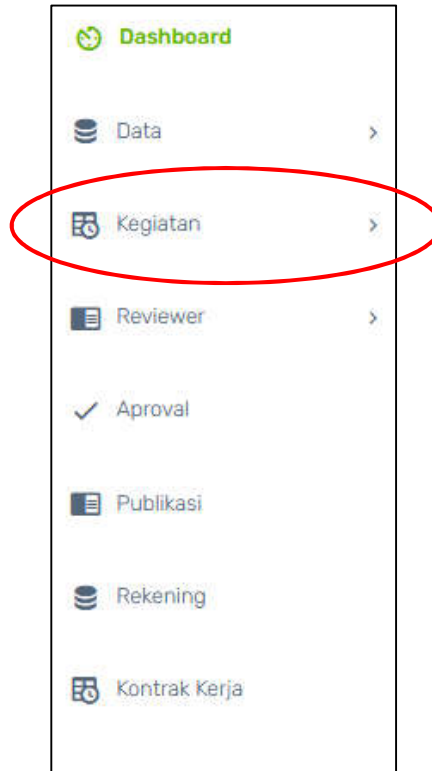 Dashboard
Data
Kegiatan
Reviewer
Aproval
Publikasi
Rekening
Kontrak Kerja